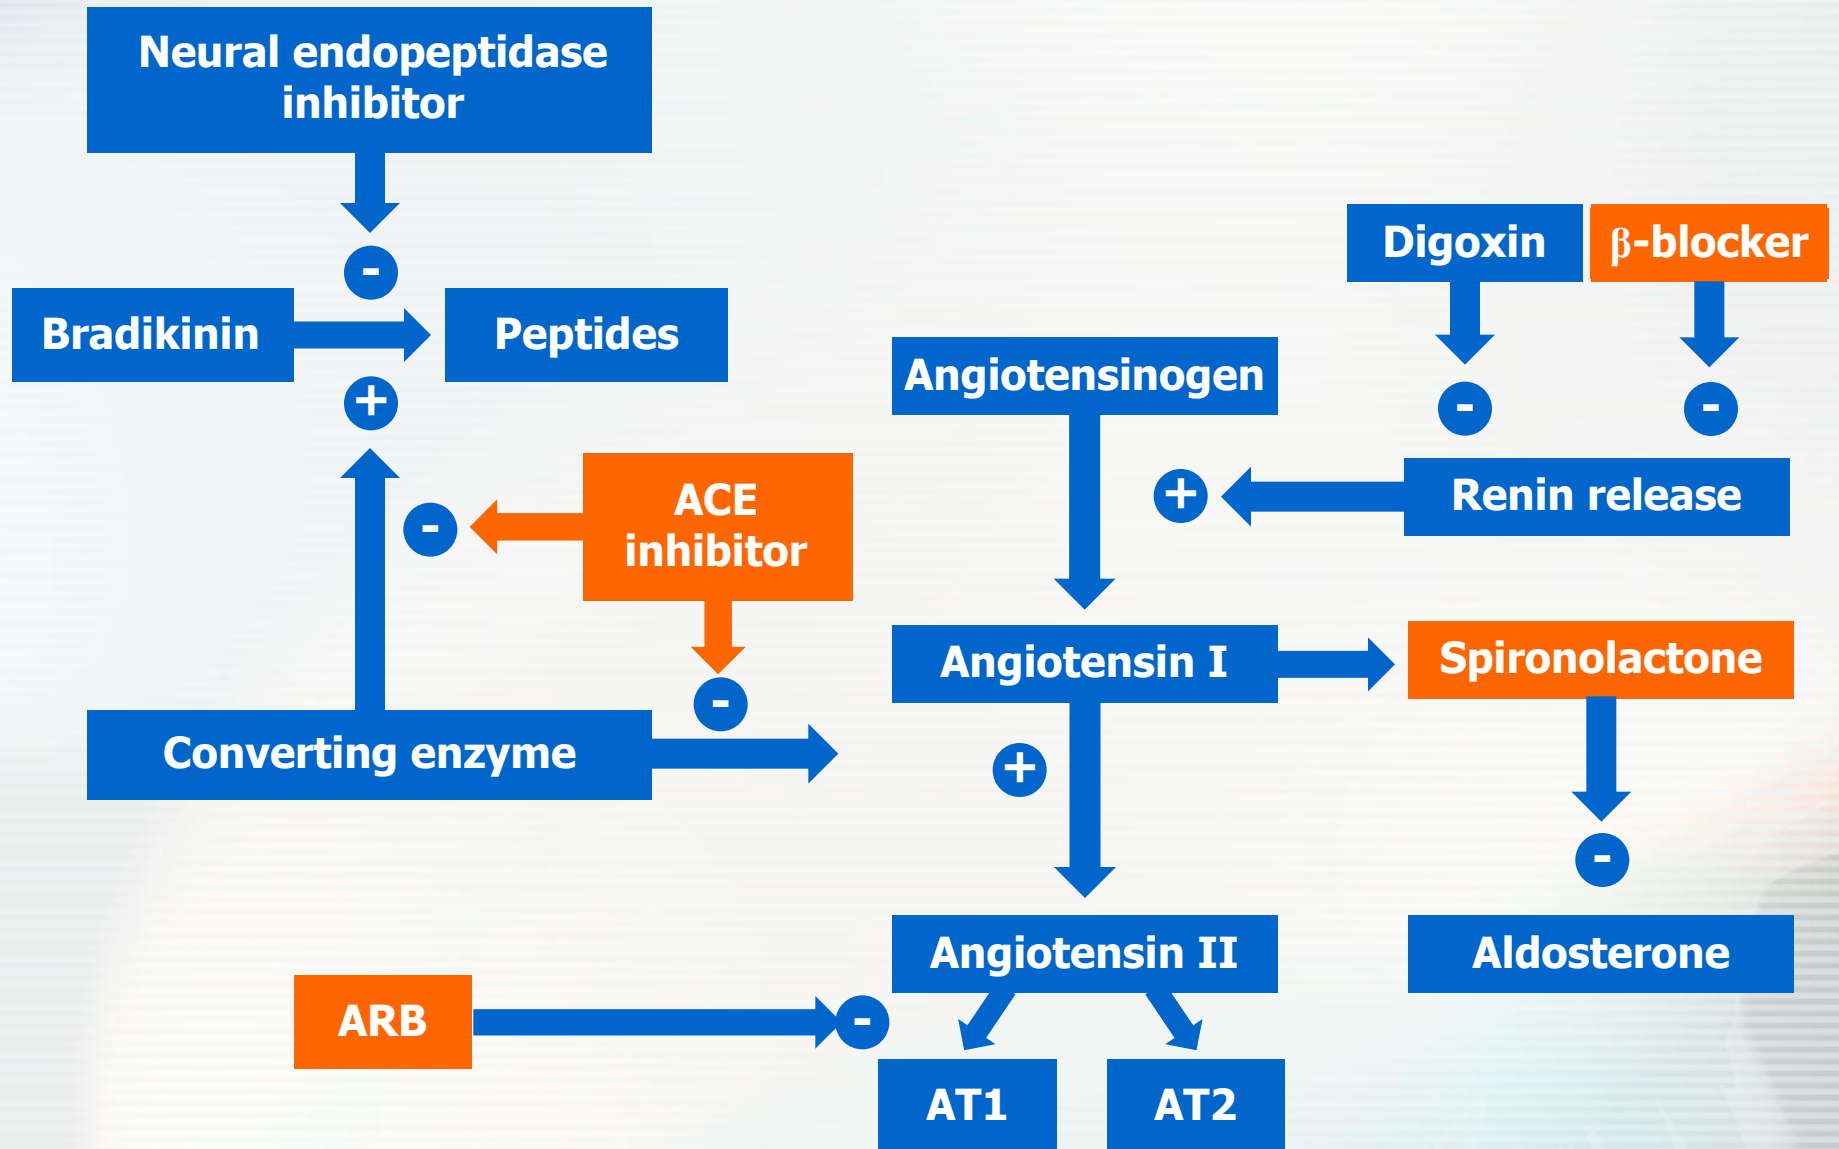 Neural endopeptidase
inhibitor
-
Digoxin
β-blocker
Bradikinin
Peptides
+
Angiotensinogen
-
-
ACE
inhibitor
-
+
Renin release
Angiotensin I
Spironolactone
-
Converting enzyme
+
-
Angiotensin II
Aldosterone
ARB
-
AT1
AT2